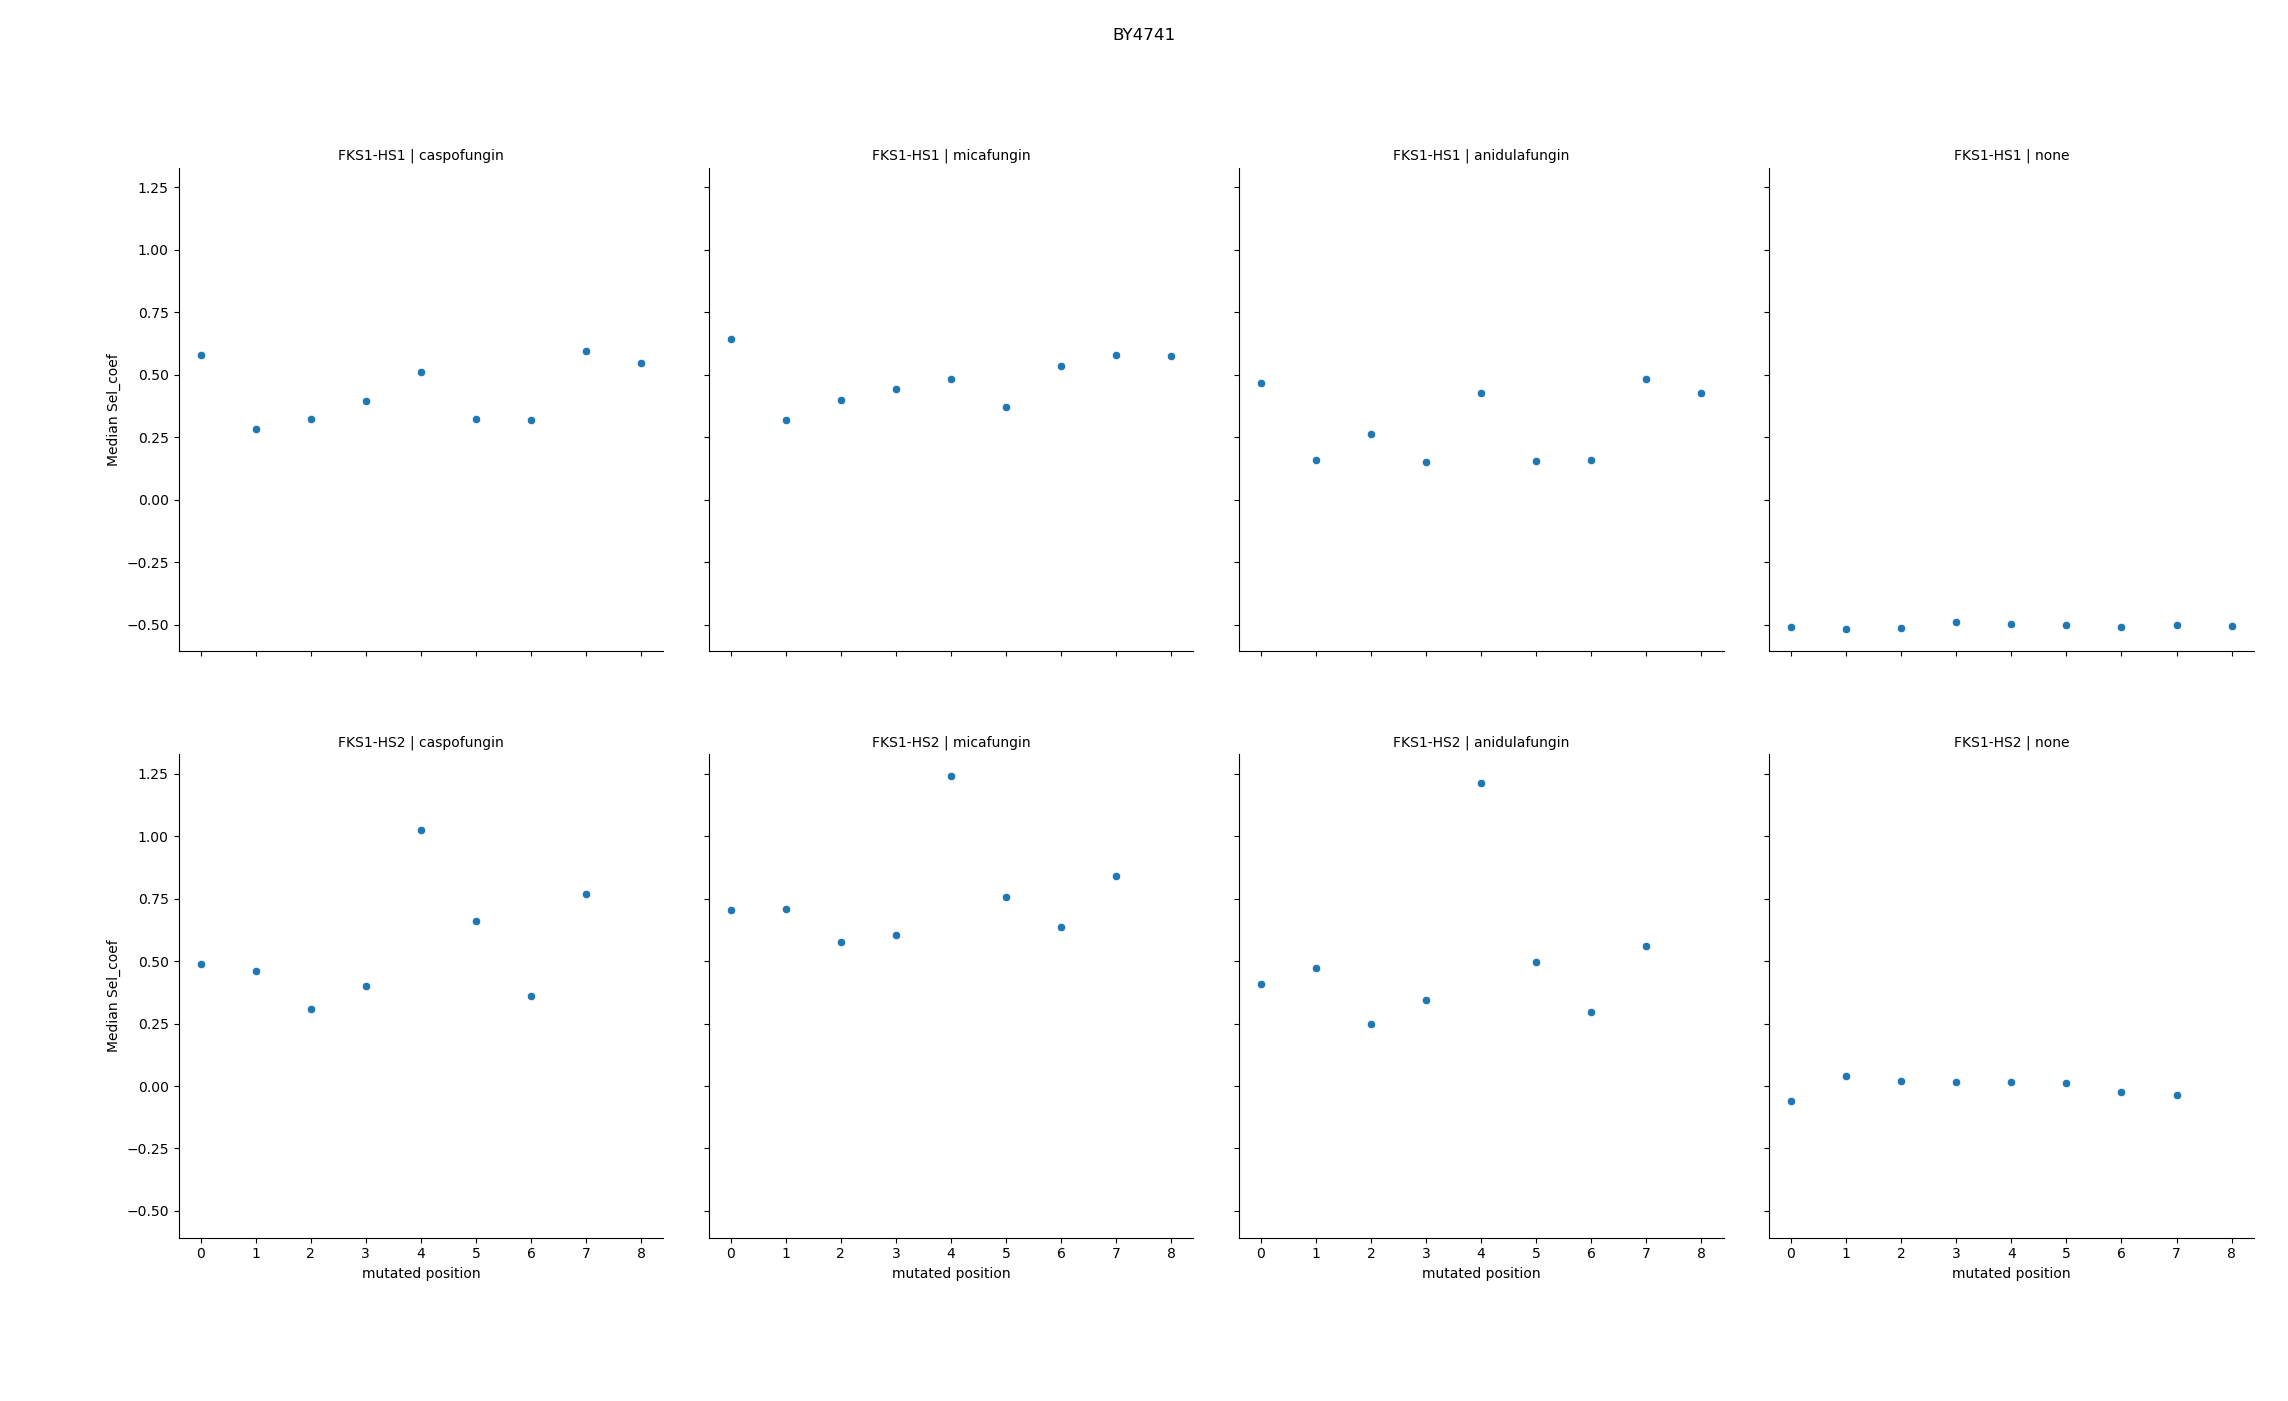 BY4741
FKS1-HS1 | caspofungin
FKS1-HS1 | micafungin
FKS1-HS1 | anidulafungin
FKS1-HS1 | none
1.25
1.00
0.75
0.50
0.25
0.00
−0.25
−0.50
Median Sel_coef
FKS1-HS2 | caspofungin
FKS1-HS2 | micafungin
FKS1-HS2 | anidulafungin
FKS1-HS2 | none
1.25
1.00
0.75
0.50
0.25
0.00
−0.25
−0.50
Median Sel_coef
0 1 2 3 4 5 6 7 8
0 1 2 3 4 5 6 7 8
0 1 2 3 4 5 6 7 8
0 1 2 3 4 5 6 7 8
mutated position
mutated position
mutated position
mutated position